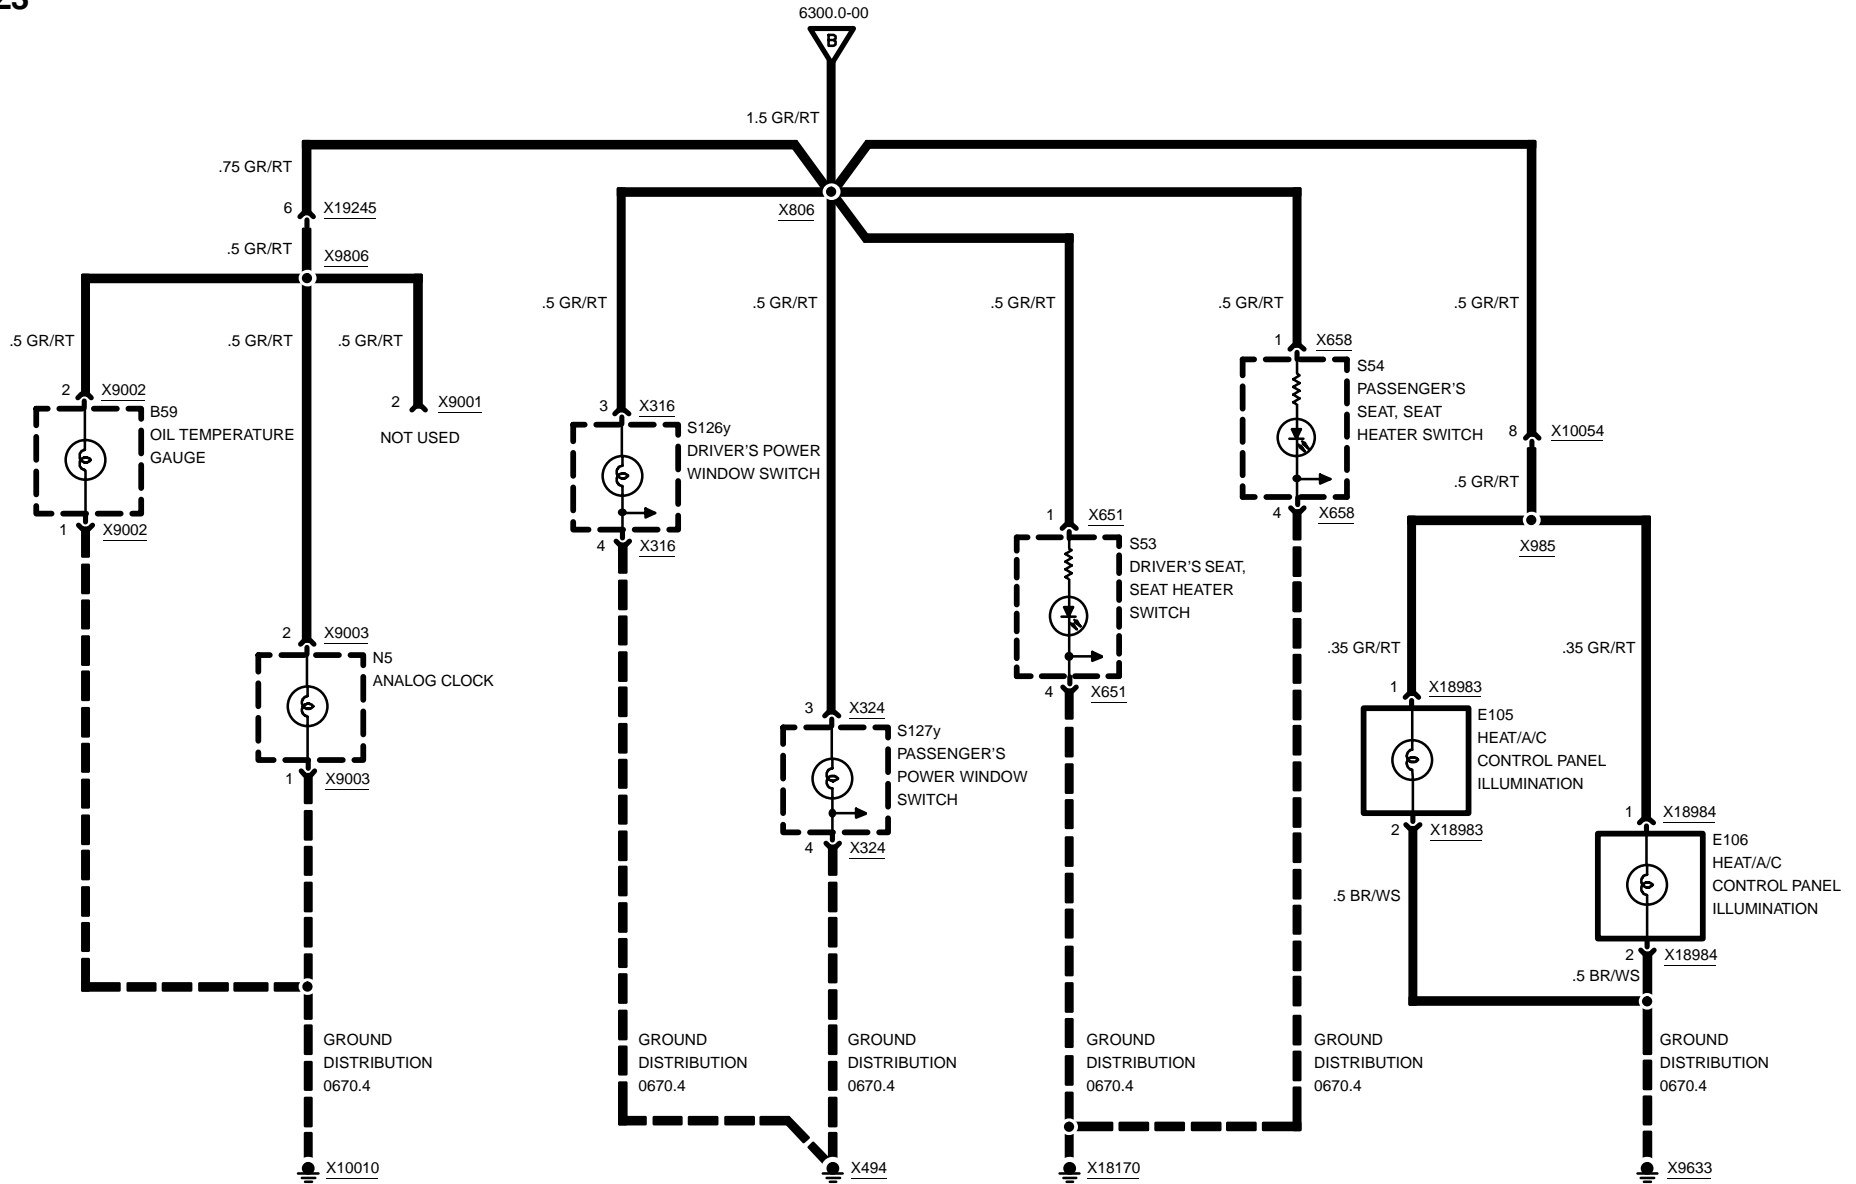 23
6300.0-00
B
1.5 GR/RT
.75 GR/RT
6 X19245
X806
.5 GR/RT
X9806
.5 GR/RT
.5 GR/RT
.5 GR/RT
.5 GR/RT
.5 GR/RT
.5 GR/RT
.5 GR/RT
.5 GR/RT
1 X658
2 X9002
2 X9001
NOT USED
B59
OIL TEMPERATURE
GAUGE
1 X9002
3 X316
S126y
DRIVER'S POWER
WINDOW SWITCH
4 X316
S54
PASSENGER'S
SEAT, SEAT
HEATER SWITCH
4 X658
8 X10054
.5 GR/RT
X985
1 X651
S53
DRIVER'S SEAT,
SEAT HEATER
SWITCH
4 X651
2 X9003
N5
ANALOG CLOCK
1 X9003
3 X324
S127y
PASSENGER'S
POWER WINDOW
SWITCH
4 X324
.35 GR/RT
.35 GR/RT
1 X18983
E105
HEAT/A/C
CONTROL PANEL
ILLUMINATION
2 X18983
1 X18984
E106
HEAT/A/C
CONTROL PANEL
ILLUMINATION
2 X18984
.5 BR/WS
.5 BR/WS
GROUND
DISTRIBUTION
0670.4
GROUND
DISTRIBUTION
0670.4
GROUND
DISTRIBUTION
0670.4
GROUND
DISTRIBUTION
0670.4
GROUND
DISTRIBUTION
0670.4
GROUND
DISTRIBUTION
0670.4
X10010
X494
X18170
X9633